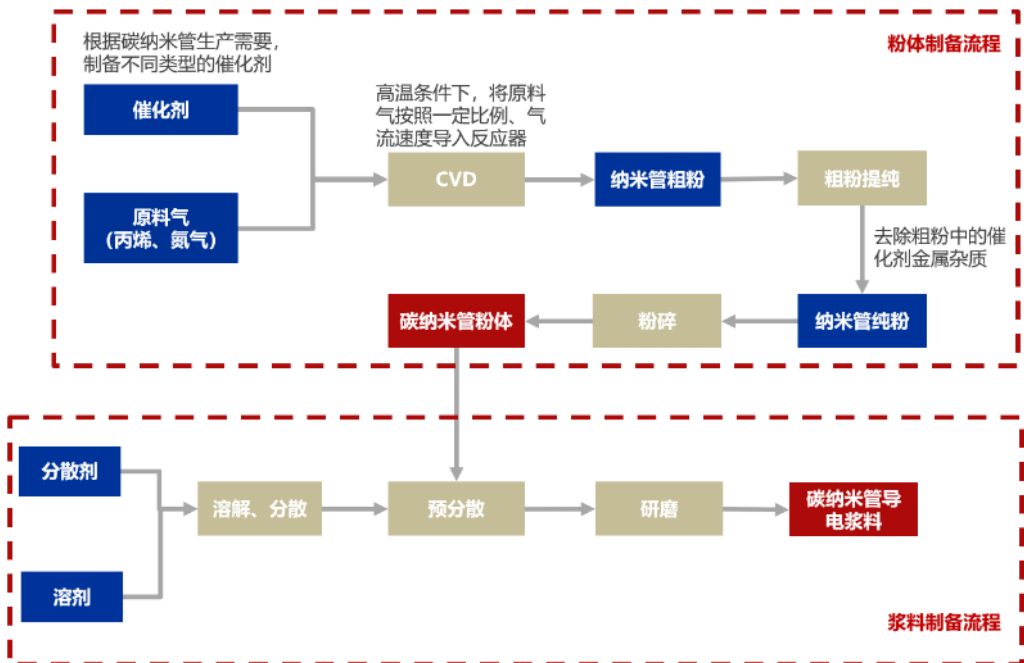 粉体制备流程
根据碳纳米管生产需要，
制备不同类型的催化剂
催化剂
高温条件下，将原料
气按照一定比例、气
流速度导入反应器
原料气
（丙烯、氮气）
CVD
纳米管粗粉
粗粉提纯
去除粗粉中的催
化剂金属杂质
碳纳米管粉体
粉碎
纳米管纯粉
分散剂
溶剂
溶解、分散
预分散
研磨
碳纳米管导
电浆料
浆料制备流程